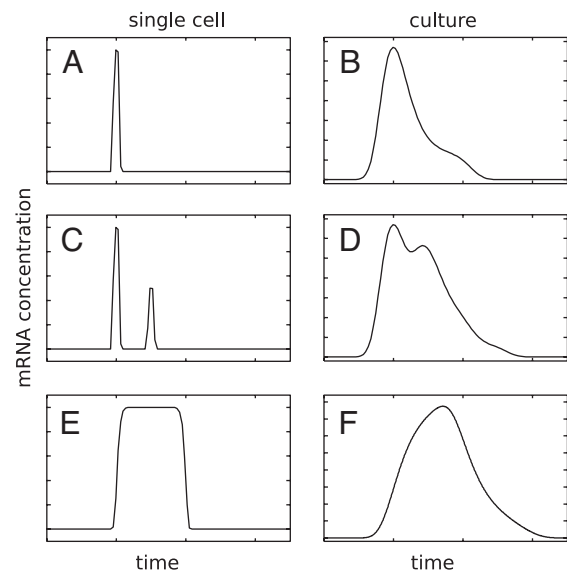 single cell culture
A B
C D
mRNA concentration
E F
time time